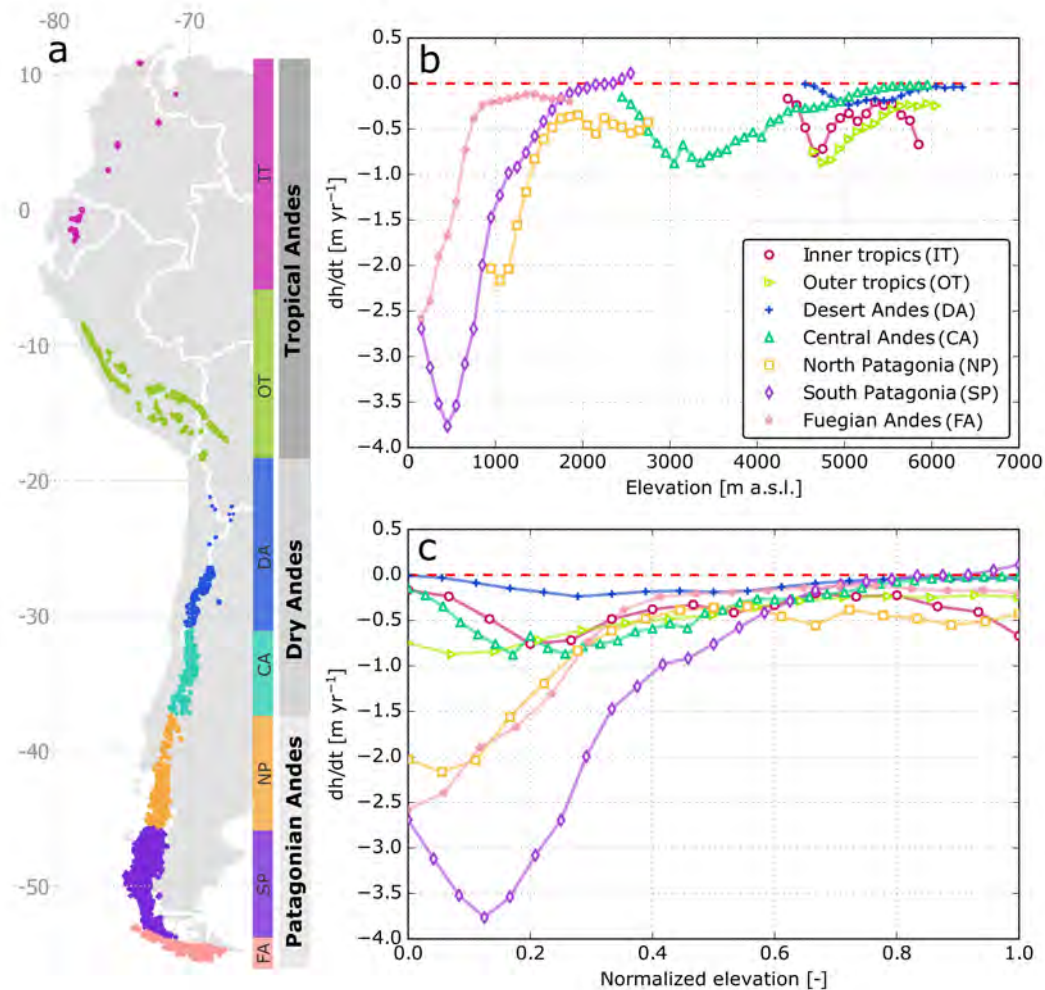 -80
-70
a
10
0
-10
-20
-30
-40
-50
IT
OT
DA
CA
NP
SP
FA
Tropical Andes
Dry Andes
Patagonian Andes
b
0.5
0.0
-0.5
-1.0
-1.5
-2.0
-2.5
-3.0
-3.5
-4.0
dh/dt [m yr⁻¹]
0 1000 2000 3000 4000 5000 6000 7000
Elevation [m a.s.l.]
Inner tropics (IT)
Outer tropics (OT)
Desert Andes (DA)
Central Andes (CA)
North Patagonia (NP)
South Patagonia (SP)
Fuegian Andes (FA)
c
0.5
0.0
-0.5
-1.0
-1.5
-2.0
-2.5
-3.0
-3.5
-4.0
dh/dt [m yr⁻¹]
0.0 0.2 0.4 0.6 0.8 1.0
Normalized elevation [-]